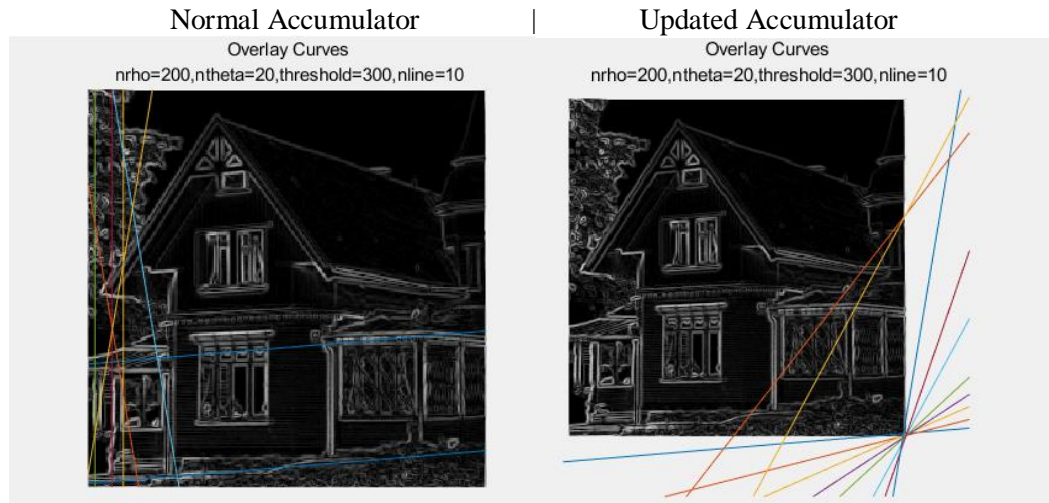 Normal Accumulator | Updated Accumulator
Overlay Curves
nrho=200,ntheta=20,threshold=300,nline=10
Overlay Curves
nrho=200,ntheta=20,threshold=300,nline=10